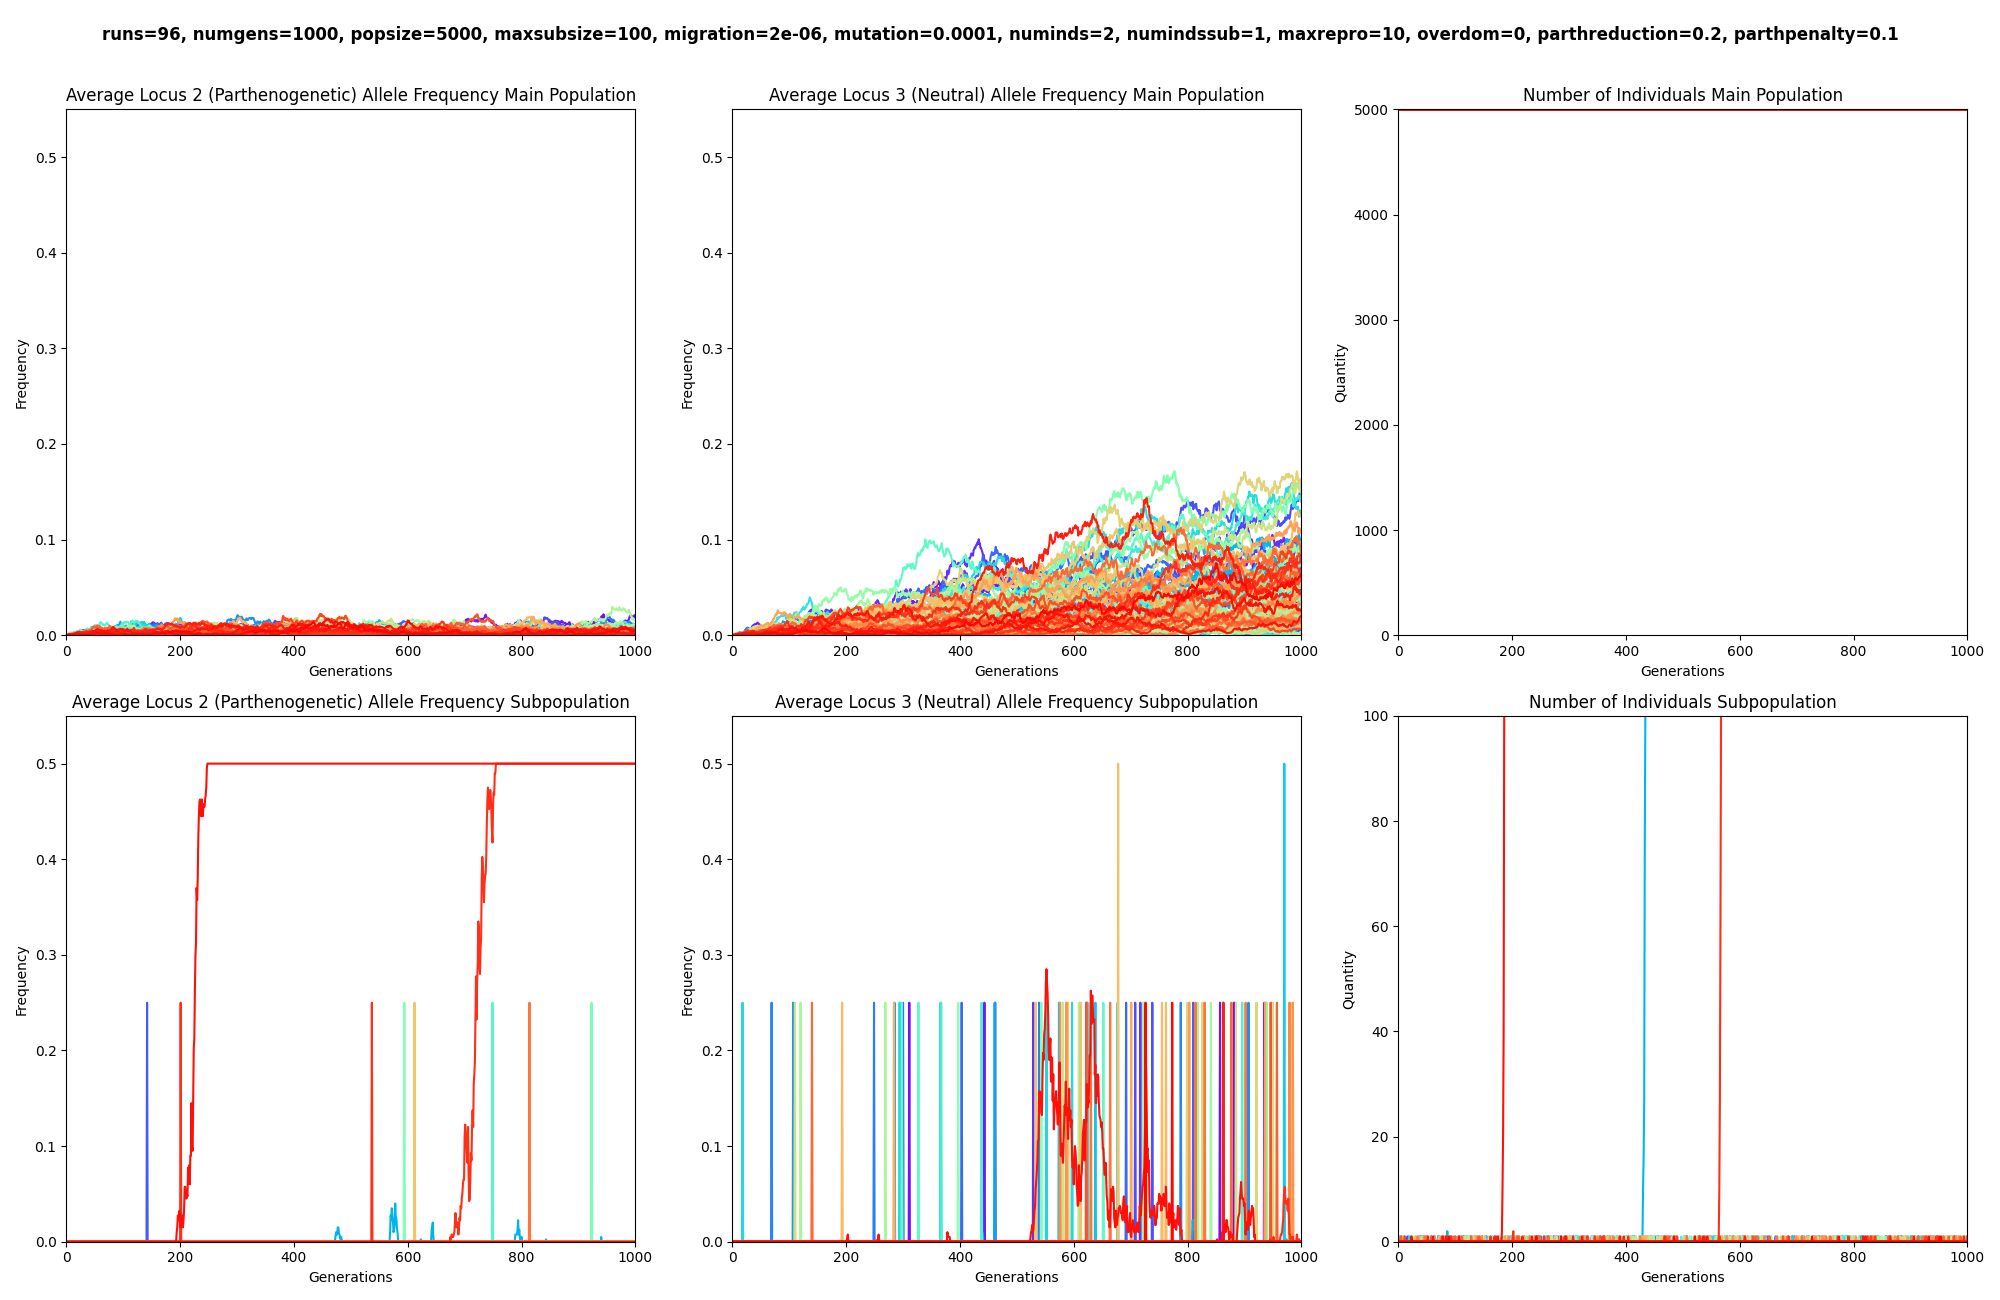 runs=96, numgens=1000, popsize=5000, maxsubsize=100, migration=2e-06, mutation=0.0001, numinds=2, numindssub=1, maxrepro=10, overdom=0, parthreduction=0.2, parthpenalty=0.1
Average Locus 2 (Parthenogenetic) Allele Frequency Main Population
Frequency
0.5
0.4
0.3
0.2
0.1
0.0
0 200 400 600 800 1000
Generations
Average Locus 3 (Neutral) Allele Frequency Main Population
Frequency
0.5
0.4
0.3
0.2
0.1
0.0
0 200 400 600 800 1000
Generations
Number of Individuals Main Population
Quantity
5000
4000
3000
2000
1000
0
0 200 400 600 800 1000
Generations
Average Locus 2 (Parthenogenetic) Allele Frequency Subpopulation
Frequency
0.5
0.4
0.3
0.2
0.1
0.0
0 200 400 600 800 1000
Generations
Average Locus 3 (Neutral) Allele Frequency Subpopulation
Frequency
0.5
0.4
0.3
0.2
0.1
0.0
0 200 400 600 800 1000
Generations
Number of Individuals Subpopulation
Quantity
100
80
60
40
20
0
0 200 400 600 800 1000
Generations